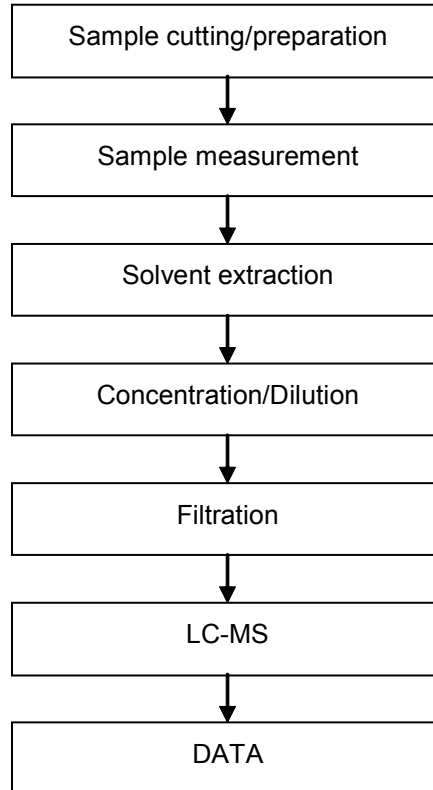 Sample cutting/preparation
Sample measurement
Solvent extraction
Concentration/Dilution
Filtration
LC-MS
DATA